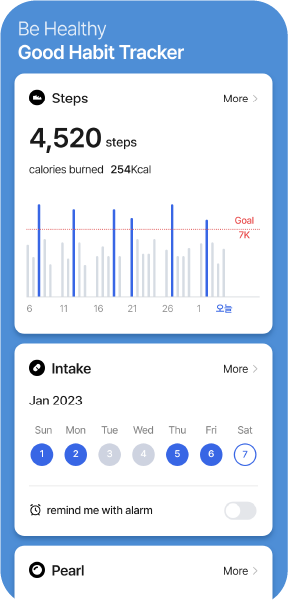 Be Healthy
Good Habit Tracker
Steps More
4,520 steps
calories burned 254Kcal
Goal
7K
6 11 16 21 26 1 오늘
Intake More
Jan 2023
Sun Mon Tue Wed Thu Fri Sat
1 2 3 4 5 6 7
remind me with alarm
Pearl More